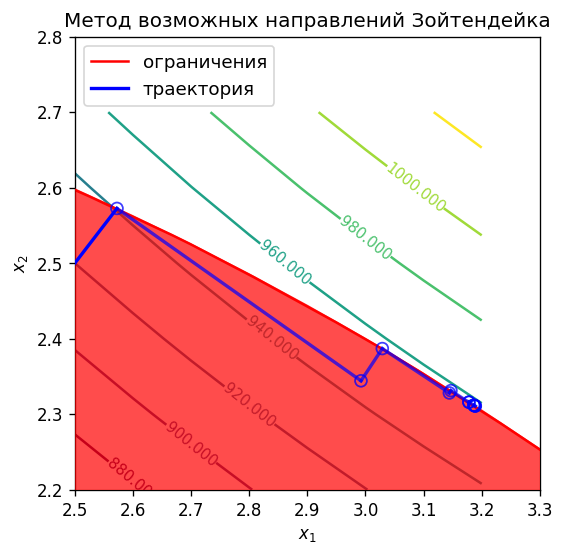 Метод возможных направлений Зойтендейка
2.8
ограничения
траектория
2.7
1000.000
2.6
980.000
960.000
2.5
x₂
940.000
2.4
920.000
2.3
900.000
880.00
2.2
2.5 2.6 2.7 2.8 2.9 3.0 3.1 3.2 3.3
x₁